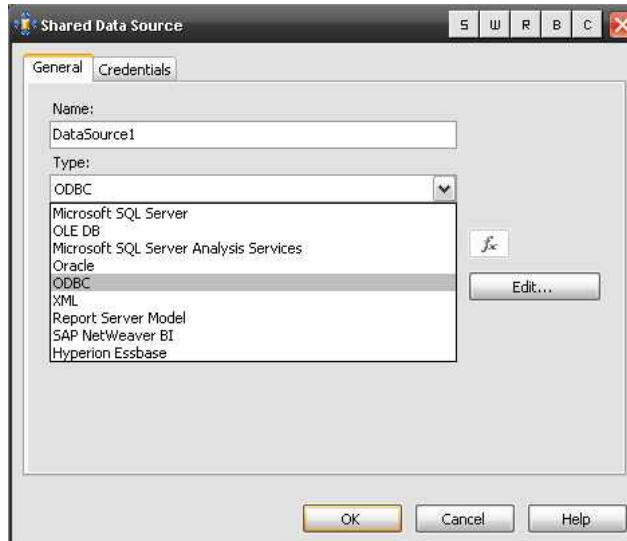 Shared Data Source S W R B C
General Credentials
Name:
DataSource1
Type:
ODBC
Microsoft SQL Server
OLE DB
Microsoft SQL Server Analysis Services
Oracle
ODBC
XML
Report Server Model
SAP NetWeaver BI
Hyperion Essbase
fx
Edit...
OK Cancel Help